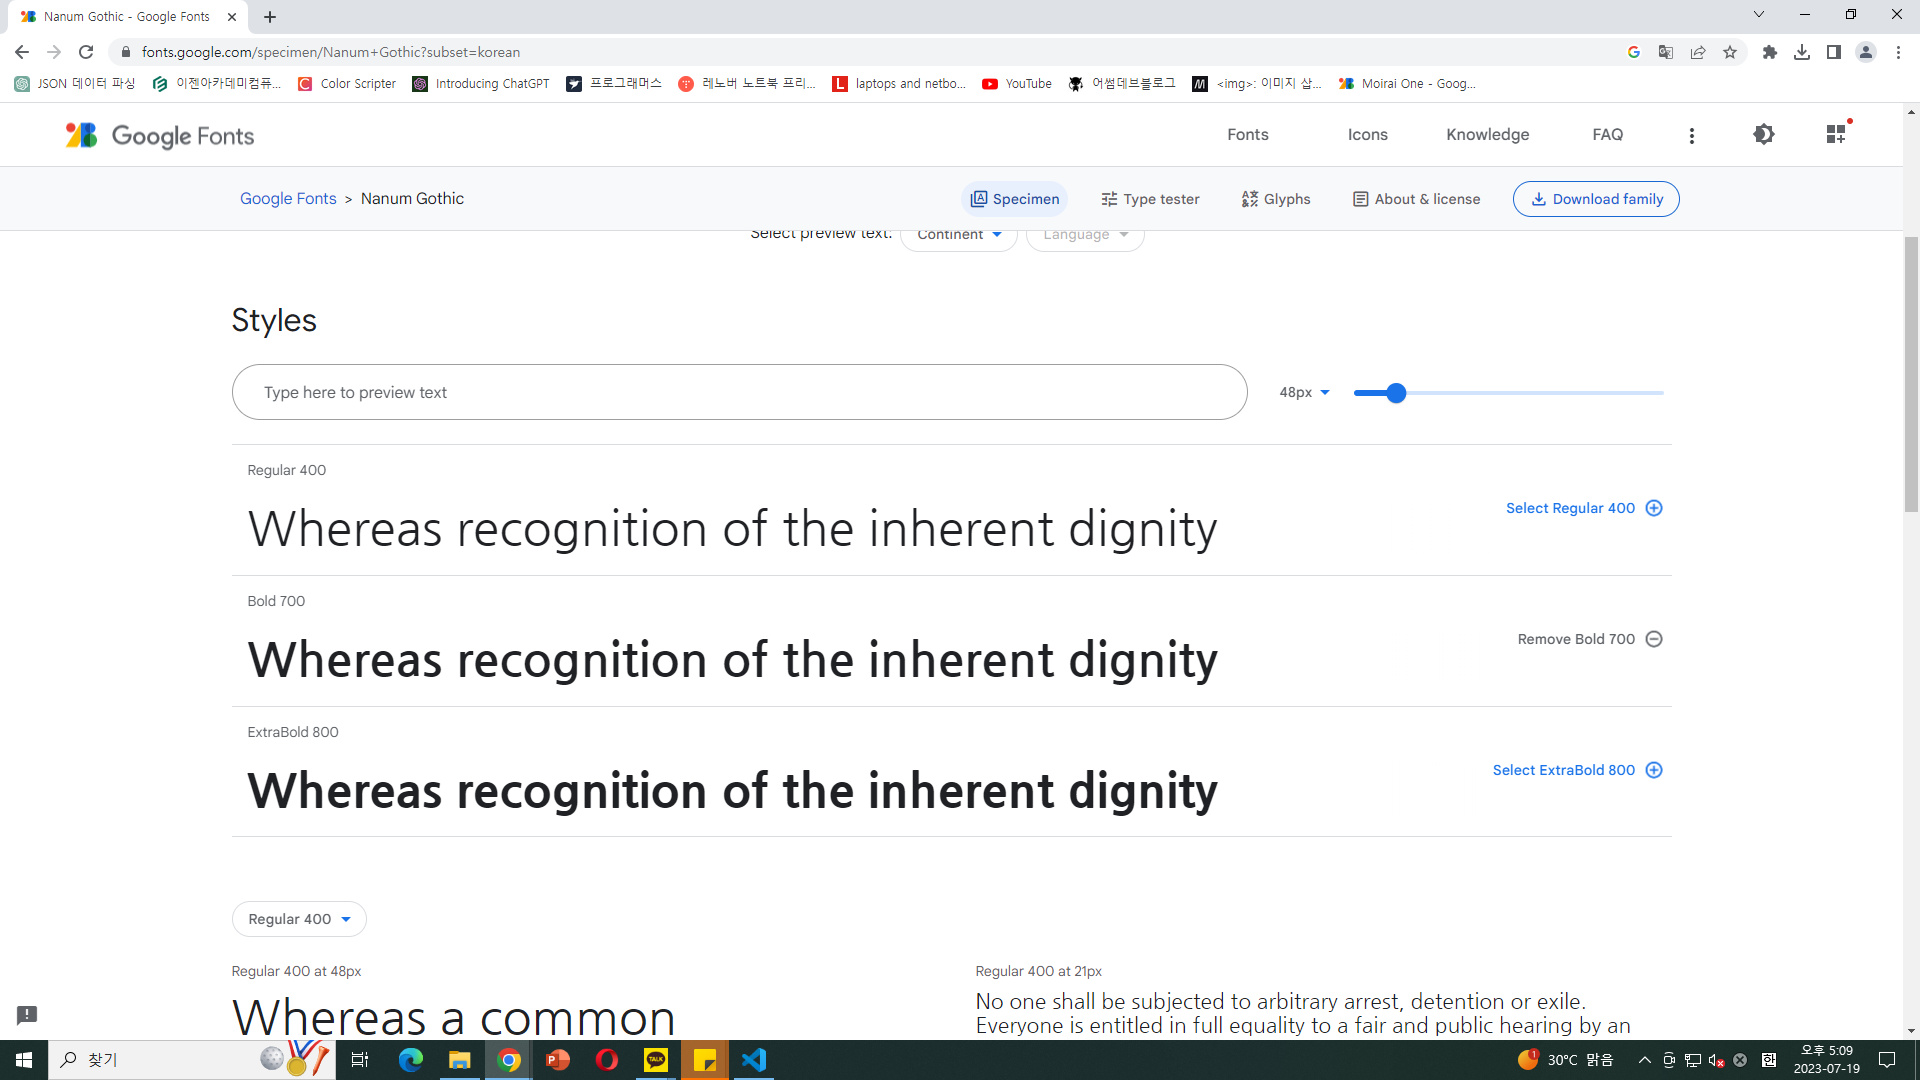 Nanum Gothic - Google Fonts
fonts.google.com/specimen/Nanum+Gothic?subset=korean
JSON 데이터 파싱 이젠아카데미컴퓨... Color Scripter Introducing ChatGPT 프로그래머스 레노버 노트북 프리... laptops and netbo... YouTube 어썸데브블로그 <img>: 이미지 삽... Moirai One - Goog...
Google Fonts Fonts Icons Knowledge FAQ
Google Fonts > Nanum Gothic Specimen Type tester Glyphs About & license Download family
Select preview text: Continent Language
Styles
Type here to preview text 48px
Regular 400
Whereas recognition of the inherent dignity Select Regular 400
Bold 700
Whereas recognition of the inherent dignity Remove Bold 700
ExtraBold 800
Whereas recognition of the inherent dignity Select ExtraBold 800
Regular 400
Regular 400 at 48px
Whereas a common
Regular 400 at 21px
No one shall be subjected to arbitrary arrest, detention or exile.
Everyone is entitled in full equality to a fair and public hearing by an
찾기 TALK 1 30°C 맑음 한 오후 5:09
2023-07-19